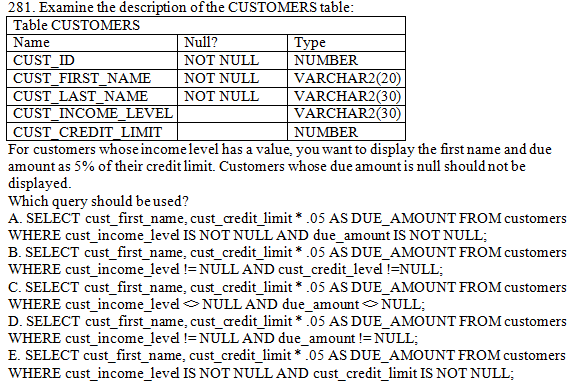 281. Examine the description of the CUSTOMERS table:
Table CUSTOMERS
Name Null? Type
CUST_ID NOT NULL NUMBER
CUST_FIRST_NAME NOT NULL VARCHAR2(20)
CUST_LAST_NAME NOT NULL VARCHAR2(30)
CUST_INCOME_LEVEL VARCHAR2(30)
CUST_CREDIT_LIMIT NUMBER
For customers whose income level has a value, you want to display the first name and due
amount as 5% of their credit limit. Customers whose due amount is null should not be
displayed.
Which query should be used?
A. SELECT cust_first_name, cust_credit_limit * .05 AS DUE_AMOUNT FROM customers
WHERE cust_income_level IS NOT NULL AND due_amount IS NOT NULL;
B. SELECT cust_first_name, cust_credit_limit * .05 AS DUE_AMOUNT FROM customers
WHERE cust_income_level != NULL AND cust_credit_level !=NULL;
C. SELECT cust_first_name, cust_credit_limit * .05 AS DUE_AMOUNT FROM customers
WHERE cust_income_level <> NULL AND due_amount <> NULL;
D. SELECT cust_first_name, cust_credit_limit * .05 AS DUE_AMOUNT FROM customers
WHERE cust_income_level != NULL AND due_amount != NULL;
E. SELECT cust_first_name, cust_credit_limit * .05 AS DUE_AMOUNT FROM customers
WHERE cust_income_level IS NOT NULL AND cust_credit_limit IS NOT NULL;